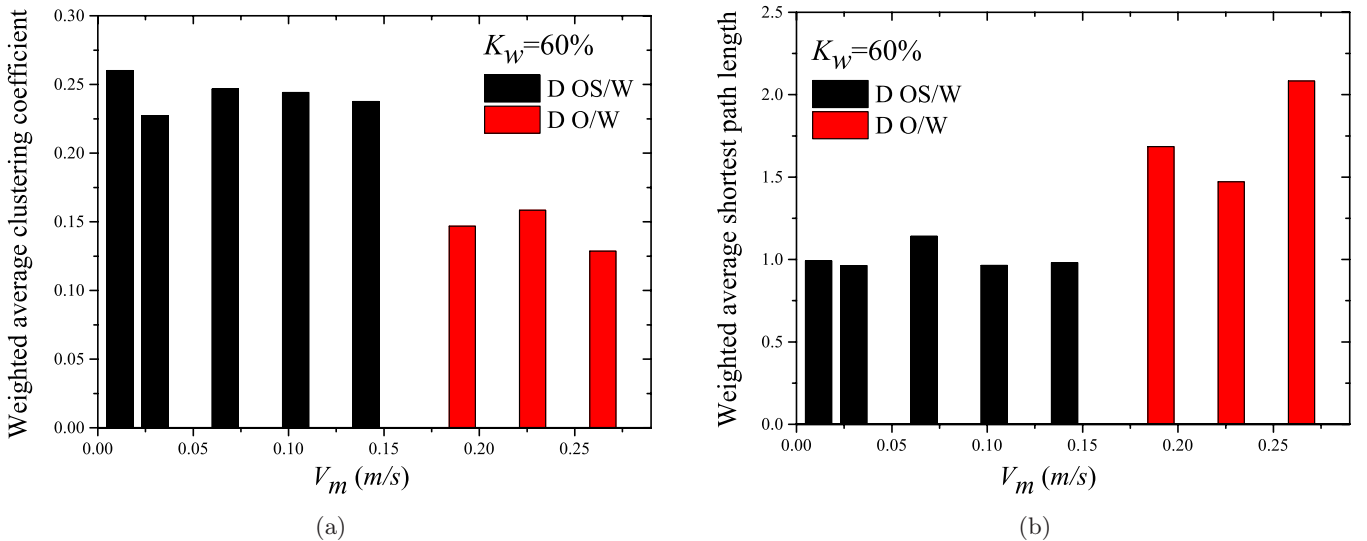 Weighted average clustering coefficient
0.30
0.25
0.20
0.15
0.10
0.05
0.00
K_w=60%
D OS/W
D O/W
0.00 0.05 0.10 0.15 0.20 0.25
V_m (m/s)
(a)
Weighted average shortest path length
2.5
2.0
1.5
1.0
0.5
0.0
K_w=60%
D OS/W
D O/W
0.00 0.05 0.10 0.15 0.20 0.25
V_m (m/s)
(b)